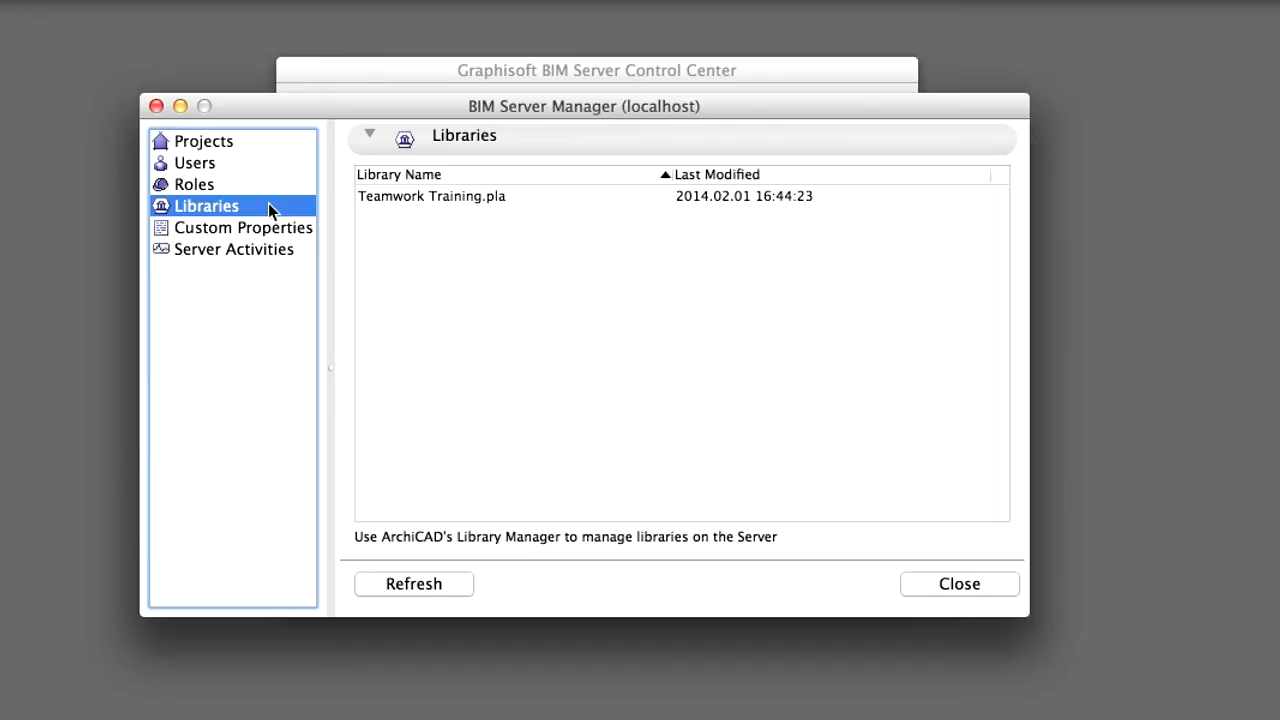 Graphisoft BIM Server Control Center
BIM Server Manager (localhost)
Projects
Users
Roles
Libraries
Custom Properties
Server Activities
Libraries
Library Name Last Modified
Teamwork Training.pla 2014.02.01 16:44:23
Use ArchiCAD's Library Manager to manage libraries on the Server
Refresh Close